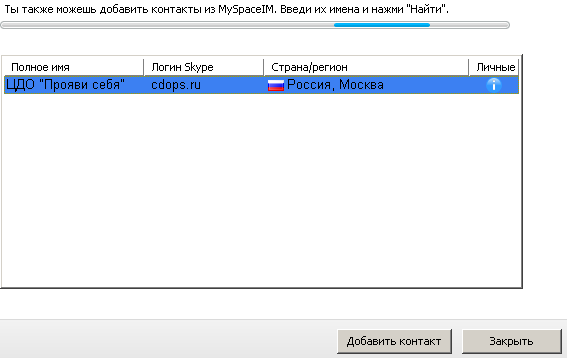 Ты также можешь добавить контакты из MySpaceIM. Введи их имена и нажми "Найти".
Полное имя Логин Skype Страна/регион Личные
ЦДО "Прояви себя" cdops.ru Россия, Москва
Добавить контакт Закрыть